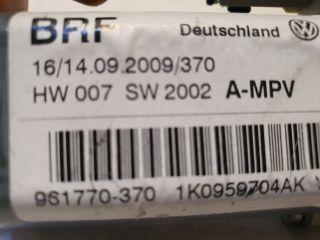 BRF Deutschland
16/14.09.2009/370
HW 007 SW 2002 A-MPV
961770-370 1K0959704AK